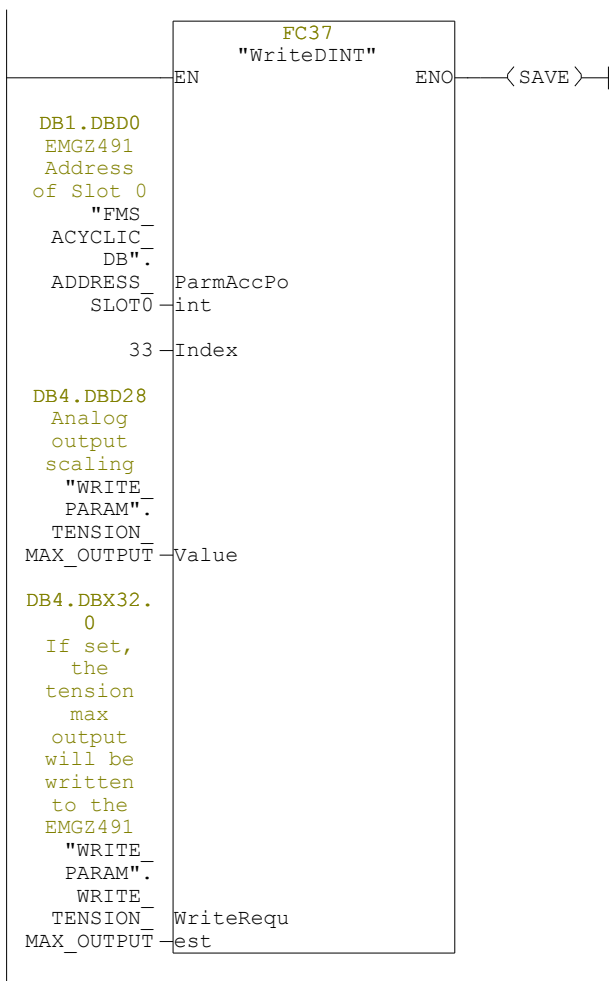 FC37
"WriteDINT"
EN ENO SAVE
DB1.DBD0
EMGZ491
Address
of Slot 0
"FMS_
ACYCLIC_
DB".
ADDRESS_ ParmAccPo
SLOT0 int
33 Index
DB4.DBD28
Analog
output
scaling
"WRITE_
PARAM".
TENSION_
MAX_OUTPUT Value
DB4.DBX32.
0
If set,
the
tension
max
output
will be
written
to the
EMGZ491
"WRITE_
PARAM".
WRITE_
TENSION_ WriteRequ
MAX_OUTPUT est